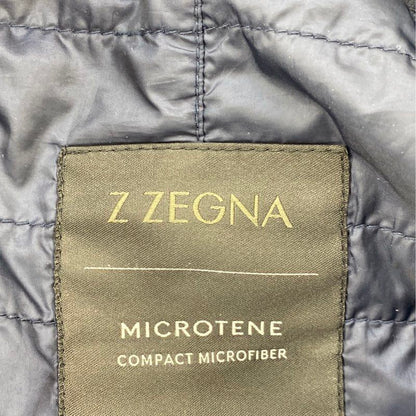 Z ZEGNA
MICROTENE
COMPACT MICROFIBER